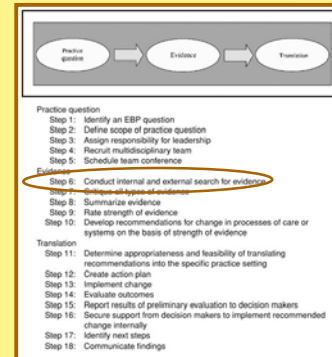 Practice
question
Evidence
Translation
Practice question
Step 1: Identify an EBP question
Step 2: Define scope of practice question
Step 3: Assign responsibility for leadership
Step 4: Recruit multidisciplinary team
Step 5: Schedule team conference
Evidence
Step 6: Conduct internal and external search for evidence
Step 7: Critique all types of evidence
Step 8: Summarize evidence
Step 9: Rate strength of evidence
Step 10: Develop recommendations for change in processes of care or
systems on the basis of strength of evidence
Translation
Step 11: Determine appropriateness and feasibility of translating
recommendations into the specific practice setting
Step 12: Create action plan
Step 13: Implement change
Step 14: Evaluate outcomes
Step 15: Report results of preliminary evaluation to decision makers
Step 16: Secure support from decision makers to implement recommended
change internally
Step 17: Identify next steps
Step 18: Communicate findings